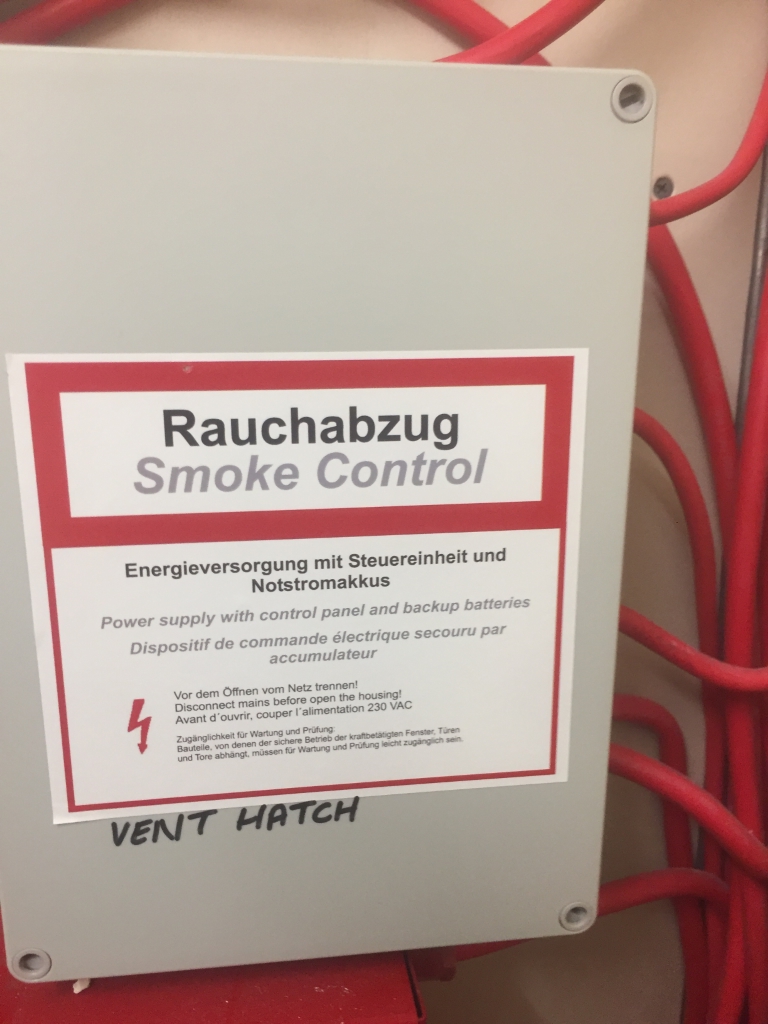 Rauchabzug
Smoke Control
Energieversorgung mit Steuereinheit und
Notstromakkus
Power supply with control panel and backup batteries
Dispositif de commande électrique secouru par
accumulateur
Vor dem Öffnen vom Netz trennen!
Disconnect mains before open the housing!
Avant d´ouvrir, couper l´alimentation 230 VAC
Zugänglichkeit für Wartung und Prüfung:
Bauteile, von denen der sichere Betrieb der kraftbetätigten Fenster, Türen
und Tore abhängt, müssen für Wartung und Prüfung leicht zugänglich sein.
VENT HATCH